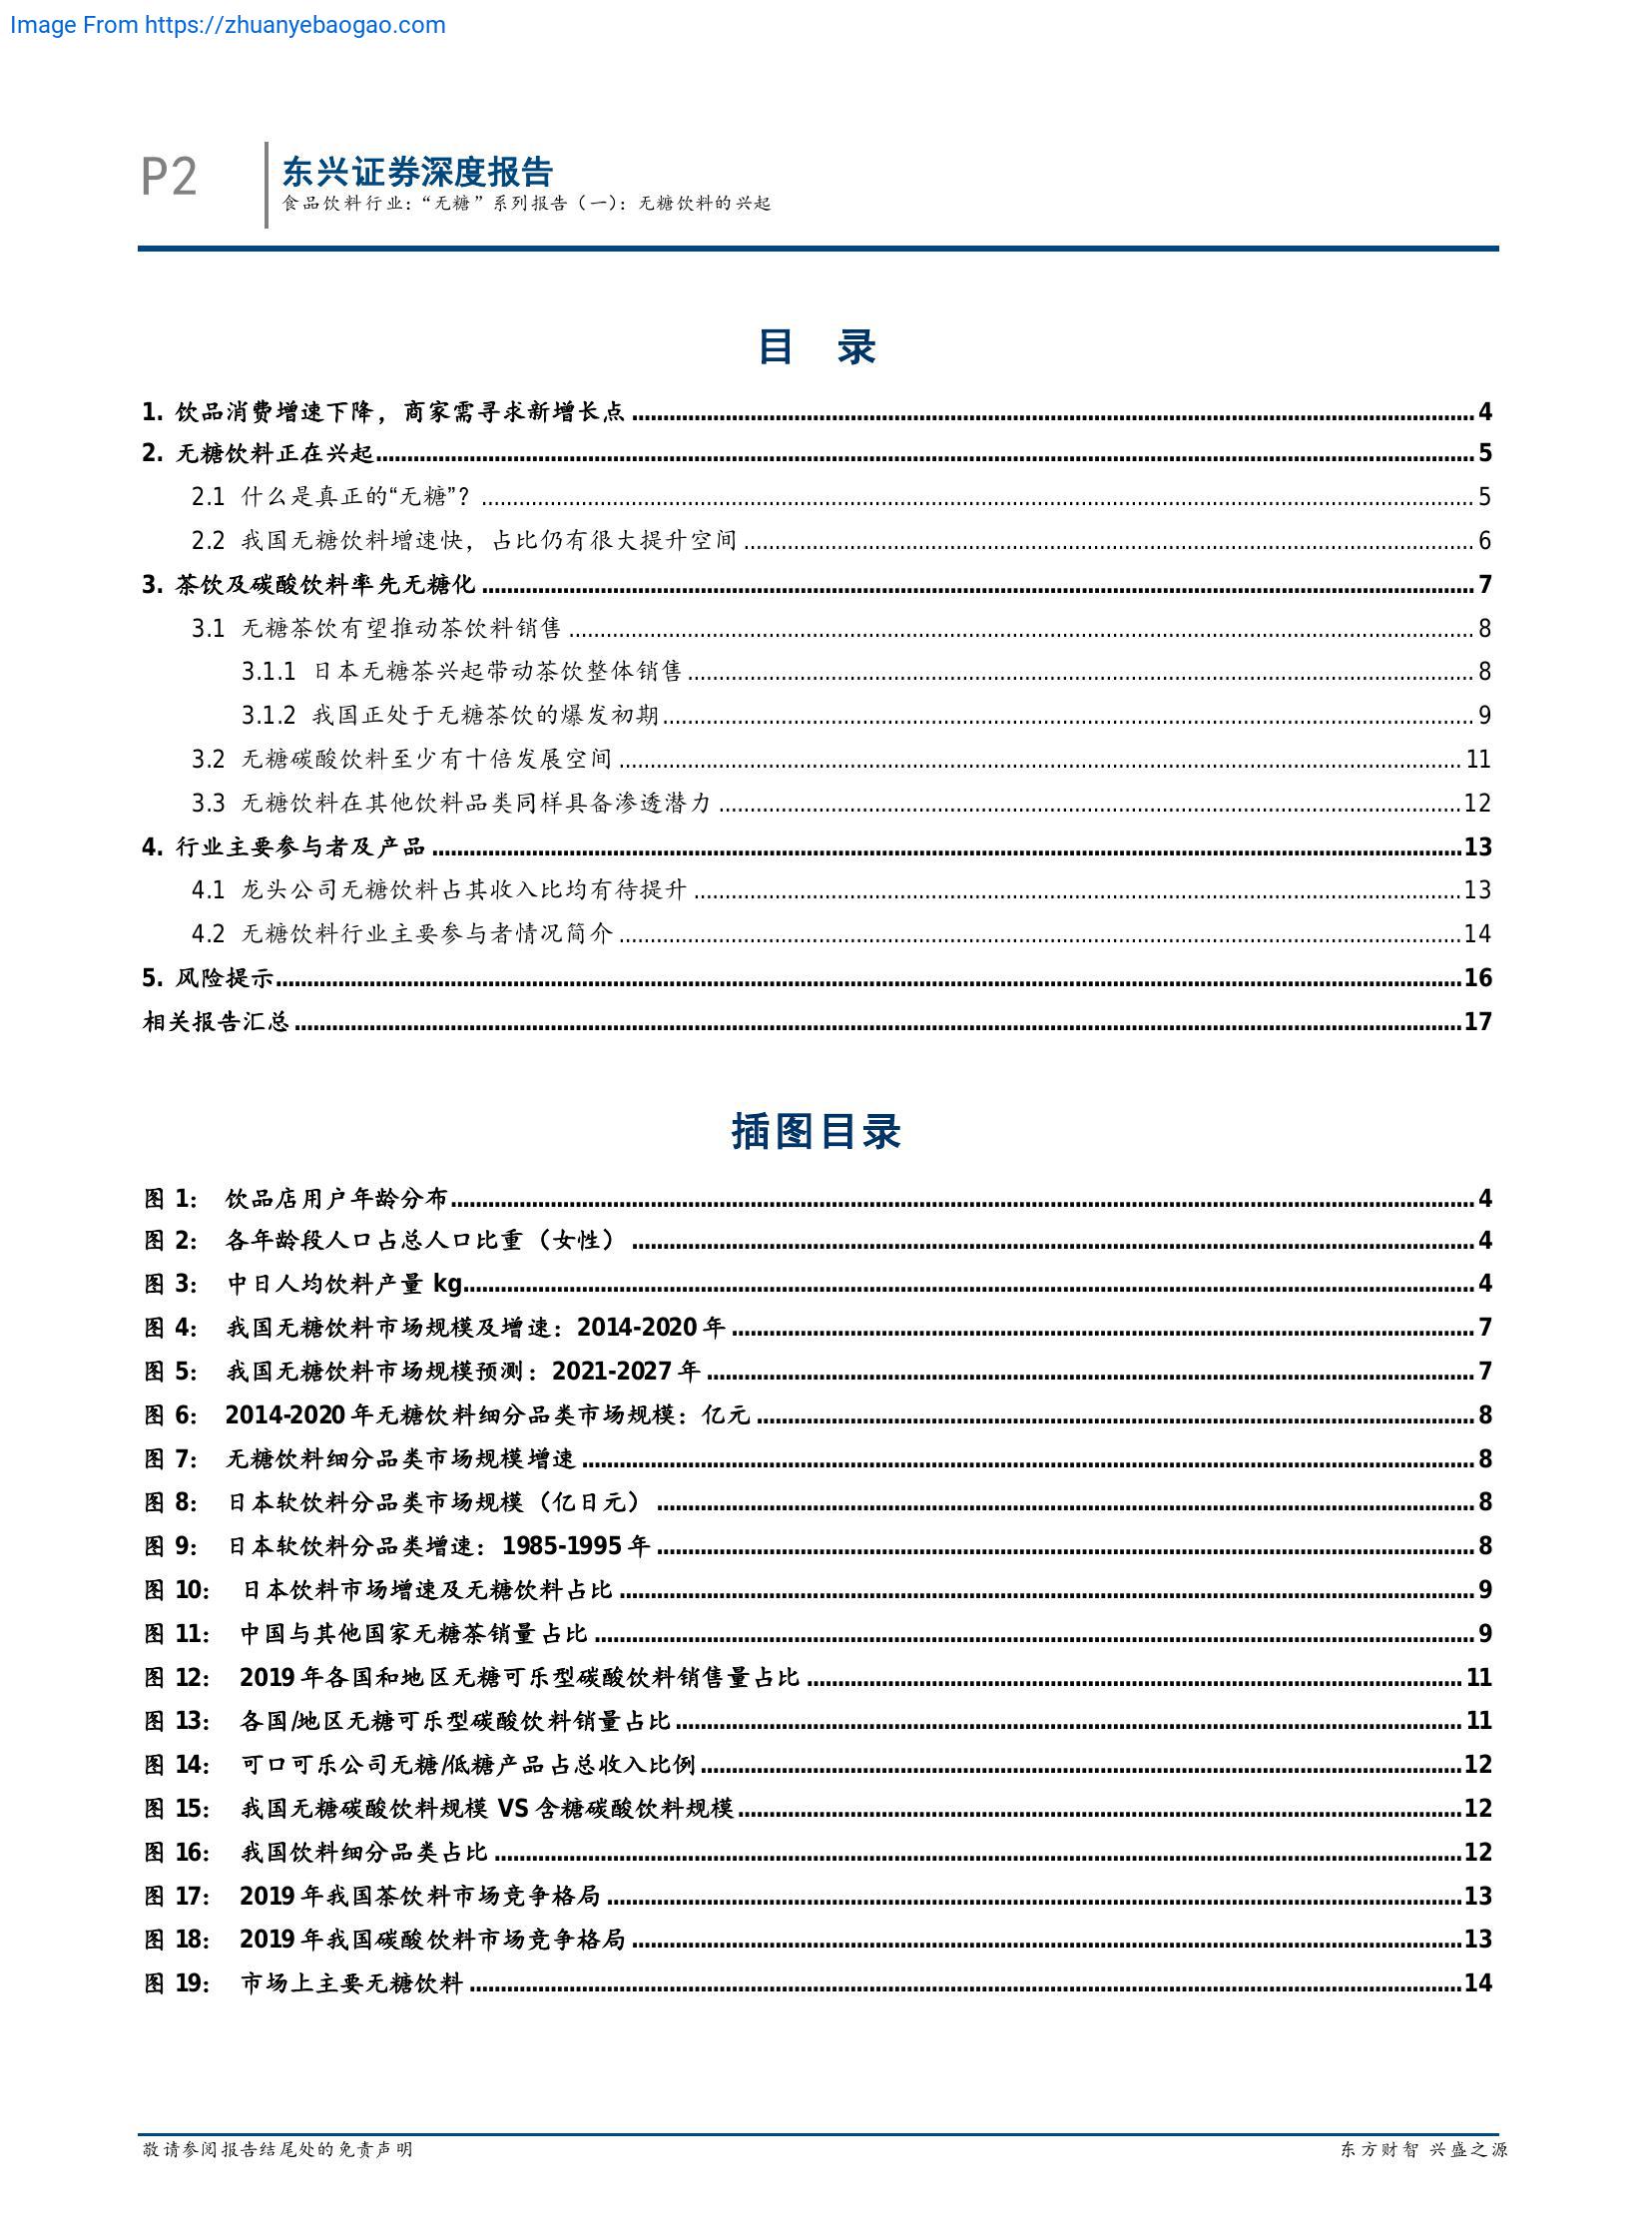 Image From https://zhuanyebaogao.com
P2
东兴证券深度报告
食品饮料行业：“无糖”系列报告（一）：无糖饮料的兴起
目 录
1. 饮品消费增速下降，商家需寻求新增长点 4
2. 无糖饮料正在兴起 5
2.1 什么是真正的“无糖”？ 5
2.2 我国无糖饮料增速快，占比仍有很大提升空间 6
3. 茶饮及碳酸饮料率先无糖化 7
3.1 无糖茶饮有望推动茶饮料销售 8
3.1.1 日本无糖茶兴起带动茶饮整体销售 8
3.1.2 我国正处于无糖茶饮的爆发初期 9
3.2 无糖碳酸饮料至少有十倍发展空间 11
3.3 无糖饮料在其他饮料品类同样具备渗透潜力 12
4. 行业主要参与者及产品 13
4.1 龙头公司无糖饮料占其收入比均有待提升 13
4.2 无糖饮料行业主要参与者情况简介 14
5. 风险提示 16
相关报告汇总 17
插图目录
图 1： 饮品店用户年龄分布 4
图 2： 各年龄段人口占总人口比重（女性） 4
图 3： 中日人均饮料产量 kg 4
图 4： 我国无糖饮料市场规模及增速：2014-2020 年 7
图 5： 我国无糖饮料市场规模预测：2021-2027 年 7
图 6： 2014-2020 年无糖饮料细分品类市场规模：亿元 8
图 7： 无糖饮料细分品类市场规模增速 8
图 8： 日本软饮料分品类市场规模（亿日元） 8
图 9： 日本软饮料分品类增速：1985-1995 年 8
图 10： 日本饮料市场增速及无糖饮料占比 9
图 11： 中国与其他国家无糖茶销量占比 9
图 12： 2019 年各国和地区无糖可乐型碳酸饮料销售量占比 11
图 13： 各国/地区无糖可乐型碳酸饮料销量占比 11
图 14： 可口可乐公司无糖/低糖产品占总收入比例 12
图 15： 我国无糖碳酸饮料规模 VS 含糖碳酸饮料规模 12
图 16： 我国饮料细分品类占比 12
图 17： 2019 年我国茶饮料市场竞争格局 13
图 18： 2019 年我国碳酸饮料市场竞争格局 13
图 19： 市场上主要无糖饮料 14
敬请参阅报告结尾处的免责声明
东方财智 兴盛之源